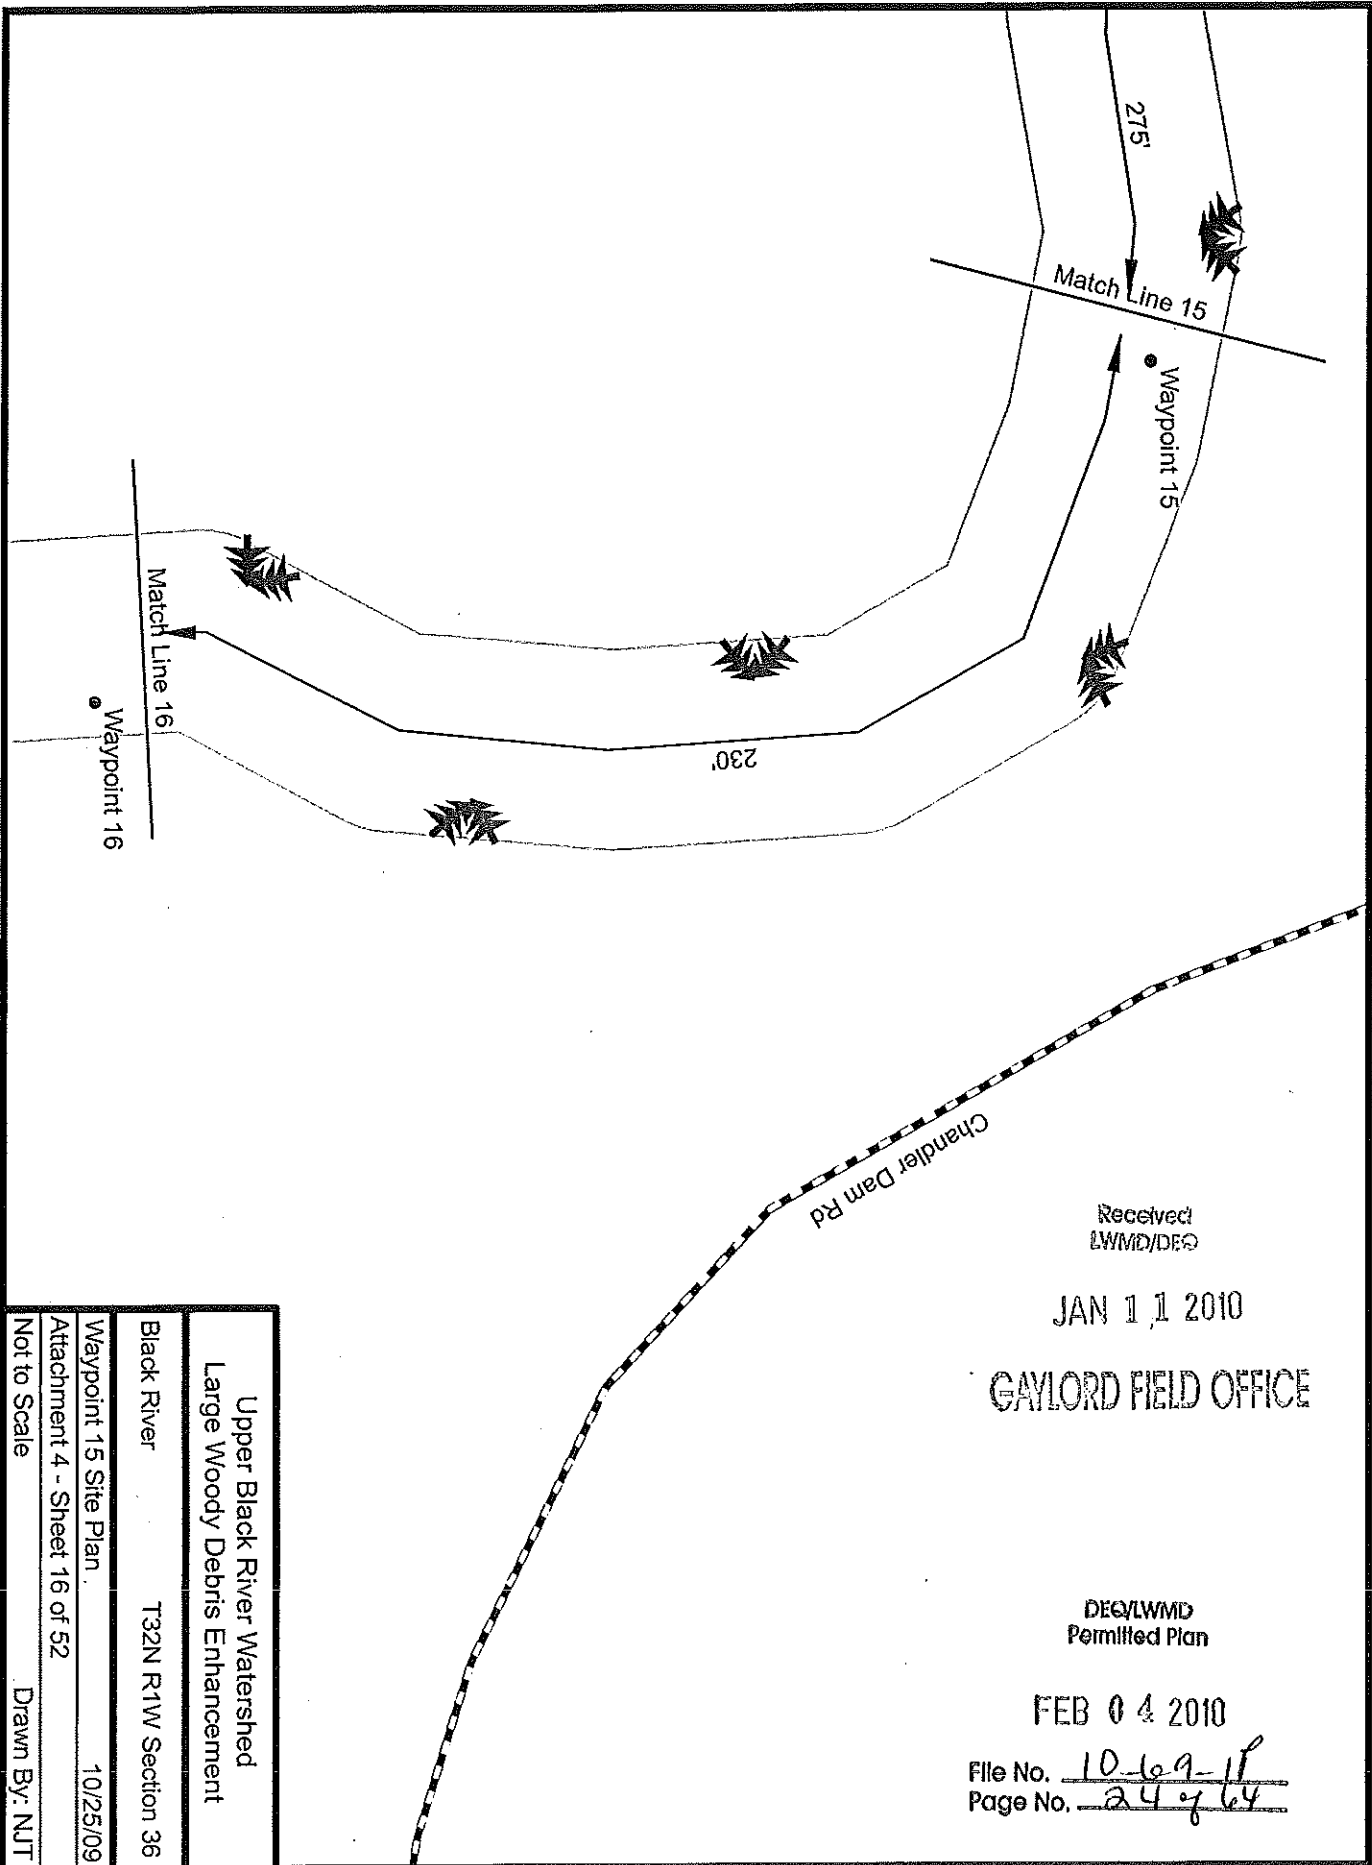 275'
Match Line 15
Waypoint 15
Match Line 16
Waypoint 16
230'
Chandler Dam Rd
Received
LWMD/DEQ
JAN 11 2010
GAYLORD FIELD OFFICE
DEQ/LWMD
Permitted Plan
FEB 04 2010
File No. 10-69-1P
Page No. 24 of 64
Upper Black River Watershed
Large Woody Debris Enhancement
Black River T32N R1W Section 36
Waypoint 15 Site Plan 10/25/09
Attachment 4 - Sheet 16 of 52
Not to Scale Drawn By: NJT